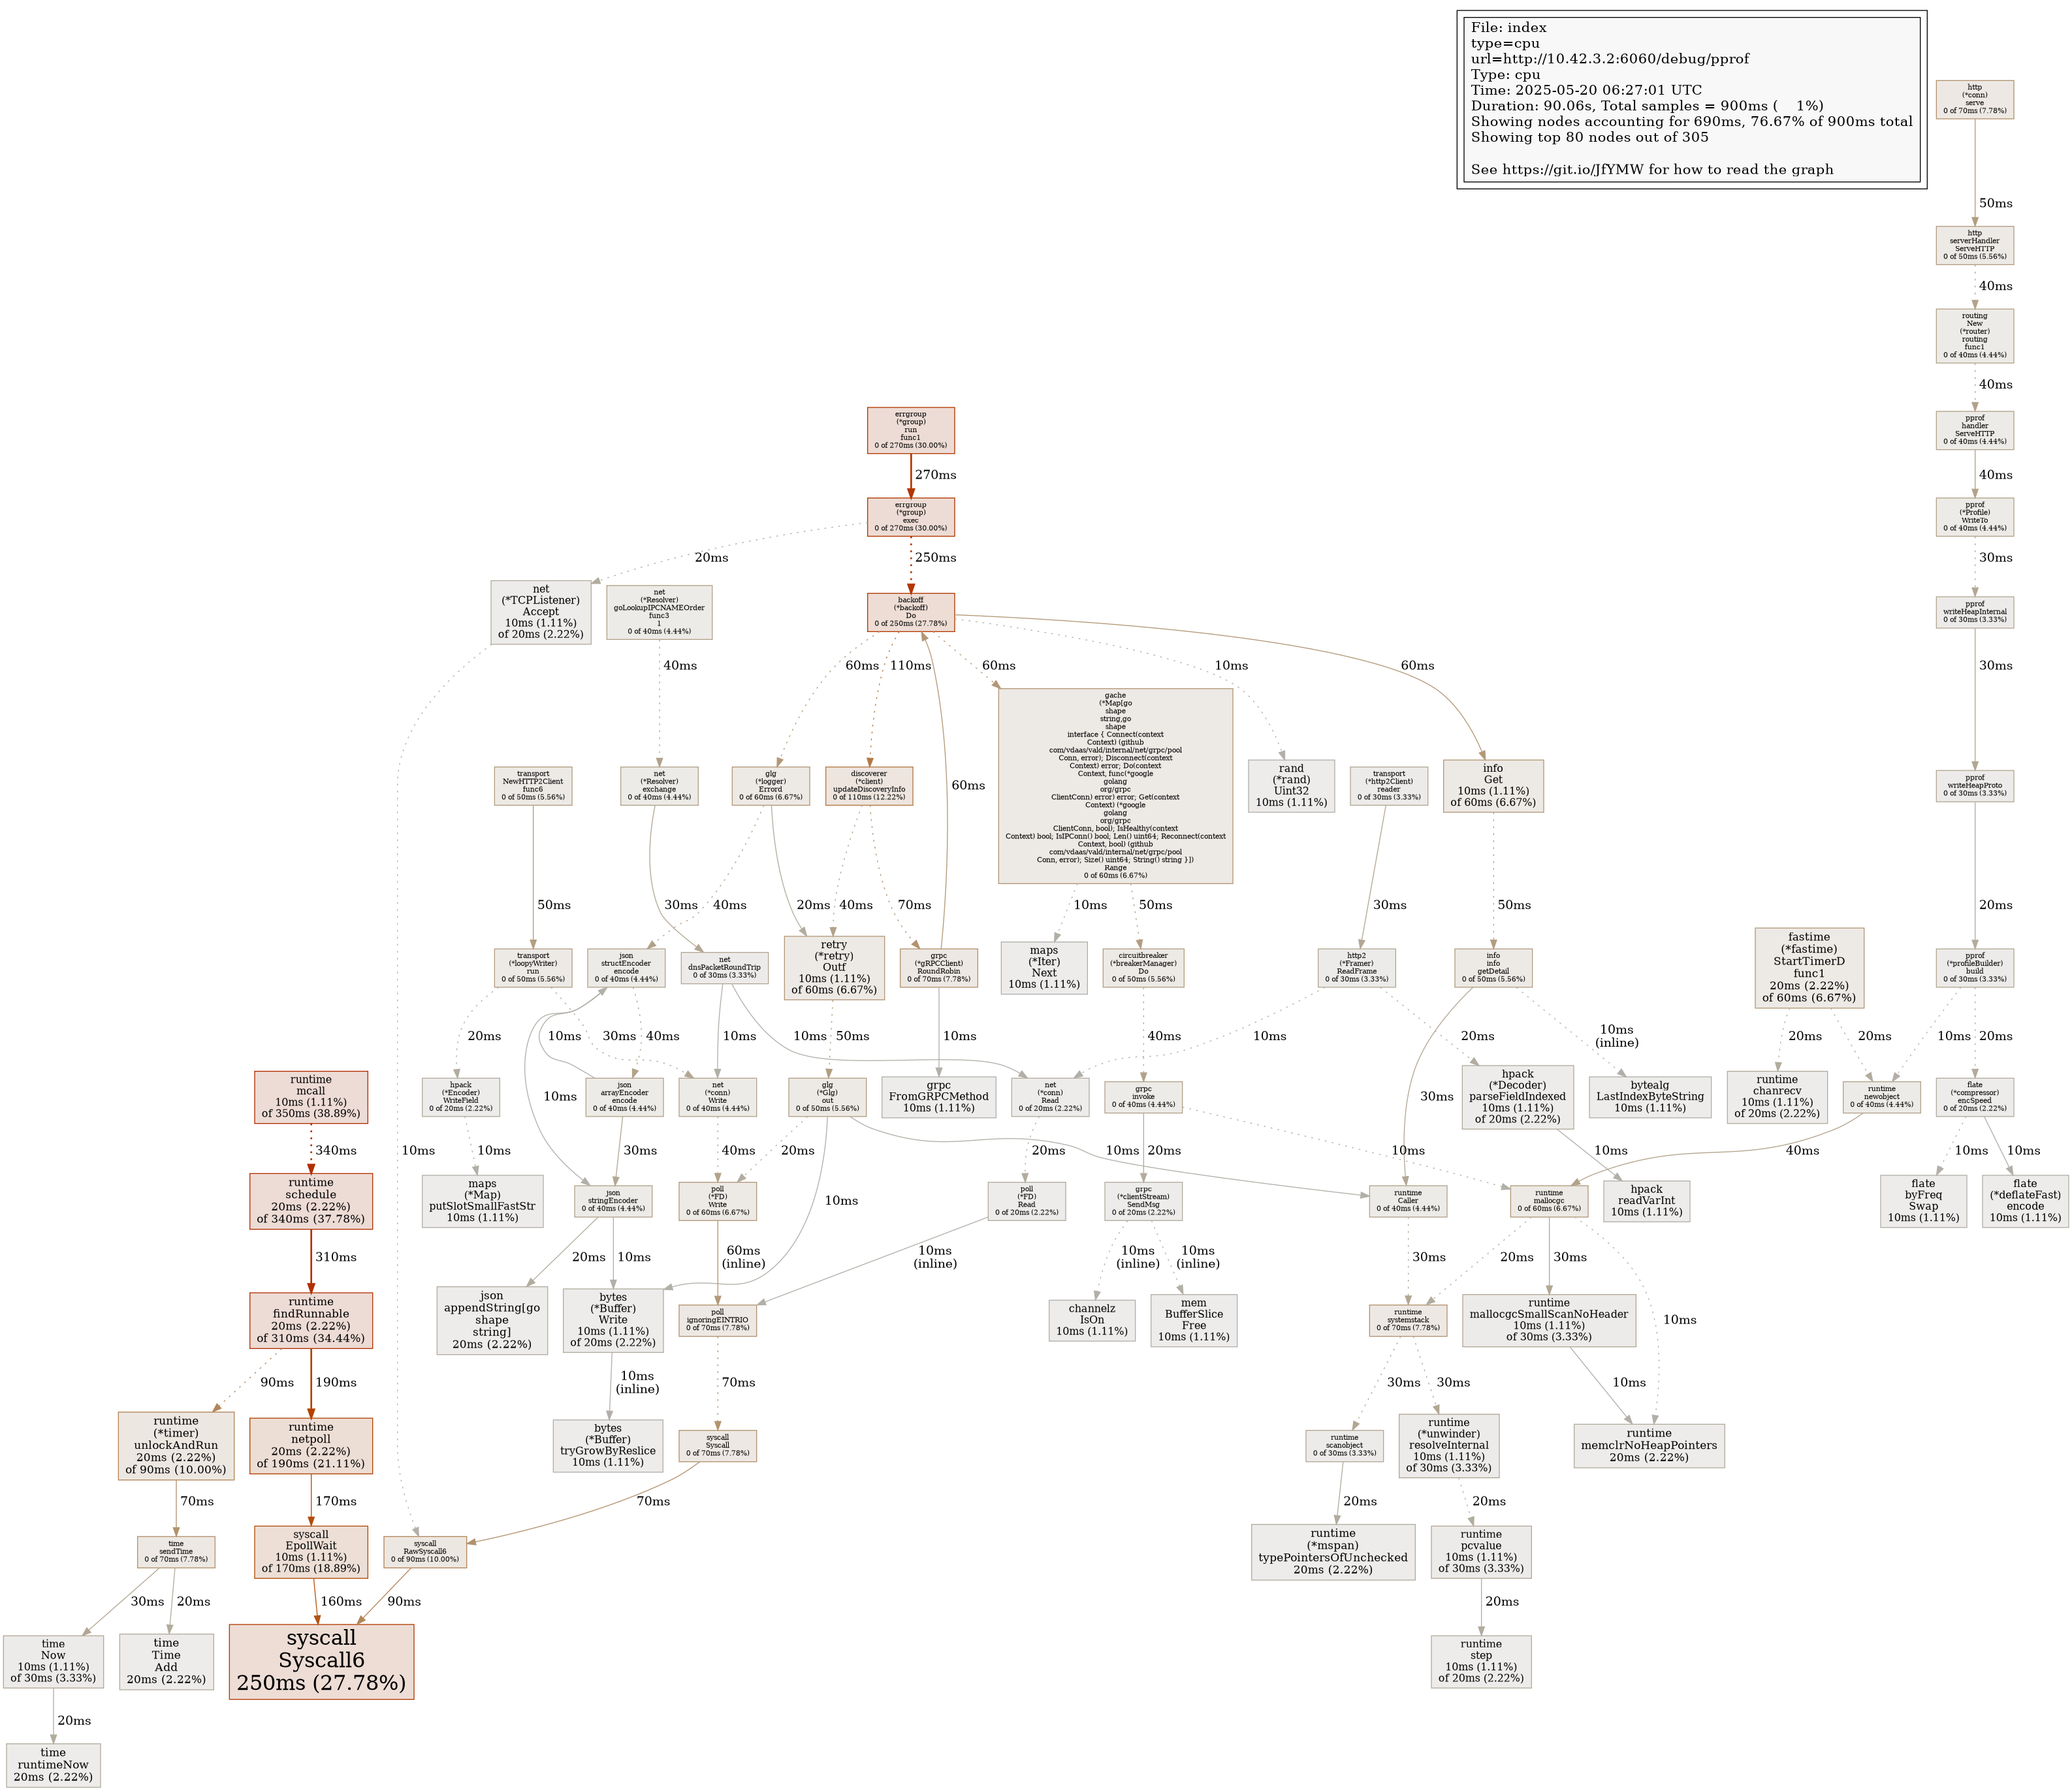 File: index
type=cpu
url=http://10.42.3.2:6060/debug/pprof
Type: cpu
Time: 2025-05-20 06:27:01 UTC
Duration: 90.06s, Total samples = 900ms ( 1%)
Showing nodes accounting for 690ms, 76.67% of 900ms total
Showing top 80 nodes out of 305
See https://git.io/JfYMW for how to read the graph
http
(*conn)
serve
0 of 70ms (7.78%)
50ms
http
serverHandler
ServeHTTP
0 of 50ms (5.56%)
40ms
routing
New
(*router)
routing
func1
0 of 40ms (4.44%)
40ms
pprof
handler
ServeHTTP
0 of 40ms (4.44%)
40ms
pprof
(*Profile)
WriteTo
0 of 40ms (4.44%)
30ms
pprof
writeHeapInternal
0 of 30ms (3.33%)
30ms
pprof
writeHeapProto
0 of 30ms (3.33%)
20ms
pprof
(*profileBuilder)
build
0 of 30ms (3.33%)
10ms
20ms
flate
(*compressor)
encSpeed
0 of 20ms (2.22%)
10ms
10ms
flate
byFreq
Swap
10ms (1.11%)
flate
(*deflateFast)
encode
10ms (1.11%)
errgroup
(*group)
run
func1
0 of 270ms (30.00%)
270ms
errgroup
(*group)
exec
0 of 270ms (30.00%)
20ms
250ms
net
(*TCPListener)
Accept
10ms (1.11%)
of 20ms (2.22%)
10ms
net
(*Resolver)
goLookupIPCNAMEOrder
func3
1
0 of 40ms (4.44%)
40ms
backoff
(*backoff)
Do
0 of 250ms (27.78%)
60ms
110ms
60ms
10ms
60ms
60ms
gache
(*Map[go
shape
string,go
shape
interface { Connect(context
Context) (github
com/vdaas/vald/internal/net/grpc/pool
Conn, error); Disconnect(context
Context) error; Do(context
Context, func(*google
golang
org/grpc
ClientConn) error) error; Get(context
Context) (*google
golang
org/grpc
ClientConn, bool); IsHealthy(context
Context) bool; IsIPConn() bool; Len() uint64; Reconnect(context
Context, bool) (github
com/vdaas/vald/internal/net/grpc/pool
Conn, error); Size() uint64; String() string }])
Range
0 of 60ms (6.67%)
10ms
50ms
transport
NewHTTP2Client
func6
0 of 50ms (5.56%)
50ms
net
(*Resolver)
exchange
0 of 40ms (4.44%)
30ms
glg
(*logger)
Errord
0 of 60ms (6.67%)
40ms
20ms
discoverer
(*client)
updateDiscoveryInfo
0 of 110ms (12.22%)
40ms
70ms
rand
(*rand)
Uint32
10ms (1.11%)
transport
(*http2Client)
reader
0 of 30ms (3.33%)
30ms
info
Get
10ms (1.11%)
of 60ms (6.67%)
50ms
transport
(*loopyWriter)
run
0 of 50ms (5.56%)
20ms
30ms
json
structEncoder
encode
0 of 40ms (4.44%)
10ms
10ms
40ms
net
dnsPacketRoundTrip
0 of 30ms (3.33%)
10ms
10ms
retry
(*retry)
Outf
10ms (1.11%)
of 60ms (6.67%)
50ms
grpc
(*gRPCClient)
RoundRobin
0 of 70ms (7.78%)
10ms
maps
(*Iter)
Next
10ms (1.11%)
circuitbreaker
(*breakerManager)
Do
0 of 50ms (5.56%)
40ms
http2
(*Framer)
ReadFrame
0 of 30ms (3.33%)
10ms
20ms
info
info
getDetail
0 of 50ms (5.56%)
30ms
10ms
(inline)
fastime
(*fastime)
StartTimerD
func1
20ms (2.22%)
of 60ms (6.67%)
20ms
20ms
runtime
mcall
10ms (1.11%)
of 350ms (38.89%)
340ms
hpack
(*Encoder)
WriteField
0 of 20ms (2.22%)
10ms
json
arrayEncoder
encode
0 of 40ms (4.44%)
30ms
net
(*conn)
Write
0 of 40ms (4.44%)
40ms
glg
(*Glg)
out
0 of 50ms (5.56%)
20ms
10ms
10ms
grpc
FromGRPCMethod
10ms (1.11%)
net
(*conn)
Read
0 of 20ms (2.22%)
20ms
grpc
invoke
0 of 40ms (4.44%)
20ms
10ms
hpack
(*Decoder)
parseFieldIndexed
10ms (1.11%)
of 20ms (2.22%)
10ms
bytealg
LastIndexByteString
10ms (1.11%)
runtime
chanrecv
10ms (1.11%)
of 20ms (2.22%)
runtime
newobject
0 of 40ms (4.44%)
40ms
runtime
schedule
20ms (2.22%)
of 340ms (37.78%)
310ms
maps
(*Map)
putSlotSmallFastStr
10ms (1.11%)
json
stringEncoder
0 of 40ms (4.44%)
20ms
10ms
poll
(*FD)
Write
0 of 60ms (6.67%)
60ms
(inline)
poll
(*FD)
Read
0 of 20ms (2.22%)
10ms
(inline)
grpc
(*clientStream)
SendMsg
0 of 20ms (2.22%)
10ms
(inline)
10ms
(inline)
runtime
Caller
0 of 40ms (4.44%)
30ms
runtime
mallocgc
0 of 60ms (6.67%)
20ms
30ms
10ms
hpack
readVarInt
10ms (1.11%)
runtime
findRunnable
20ms (2.22%)
of 310ms (34.44%)
90ms
190ms
json
appendString[go
shape
string]
20ms (2.22%)
bytes
(*Buffer)
Write
10ms (1.11%)
of 20ms (2.22%)
10ms
(inline)
poll
ignoringEINTRIO
0 of 70ms (7.78%)
70ms
channelz
IsOn
10ms (1.11%)
mem
BufferSlice
Free
10ms (1.11%)
runtime
systemstack
0 of 70ms (7.78%)
30ms
30ms
runtime
mallocgcSmallScanNoHeader
10ms (1.11%)
of 30ms (3.33%)
10ms
runtime
(*timer)
unlockAndRun
20ms (2.22%)
of 90ms (10.00%)
70ms
runtime
netpoll
20ms (2.22%)
of 190ms (21.11%)
170ms
bytes
(*Buffer)
tryGrowByReslice
10ms (1.11%)
syscall
Syscall
0 of 70ms (7.78%)
70ms
runtime
scanobject
0 of 30ms (3.33%)
20ms
runtime
(*unwinder)
resolveInternal
10ms (1.11%)
of 30ms (3.33%)
20ms
runtime
memclrNoHeapPointers
20ms (2.22%)
time
sendTime
0 of 70ms (7.78%)
30ms
20ms
syscall
EpollWait
10ms (1.11%)
of 170ms (18.89%)
160ms
syscall
RawSyscall6
0 of 90ms (10.00%)
90ms
runtime
(*mspan)
typePointersOfUnchecked
20ms (2.22%)
runtime
pcvalue
10ms (1.11%)
of 30ms (3.33%)
20ms
time
Now
10ms (1.11%)
of 30ms (3.33%)
20ms
time
Time
Add
20ms (2.22%)
syscall
Syscall6
250ms (27.78%)
runtime
step
10ms (1.11%)
of 20ms (2.22%)
time
runtimeNow
20ms (2.22%)